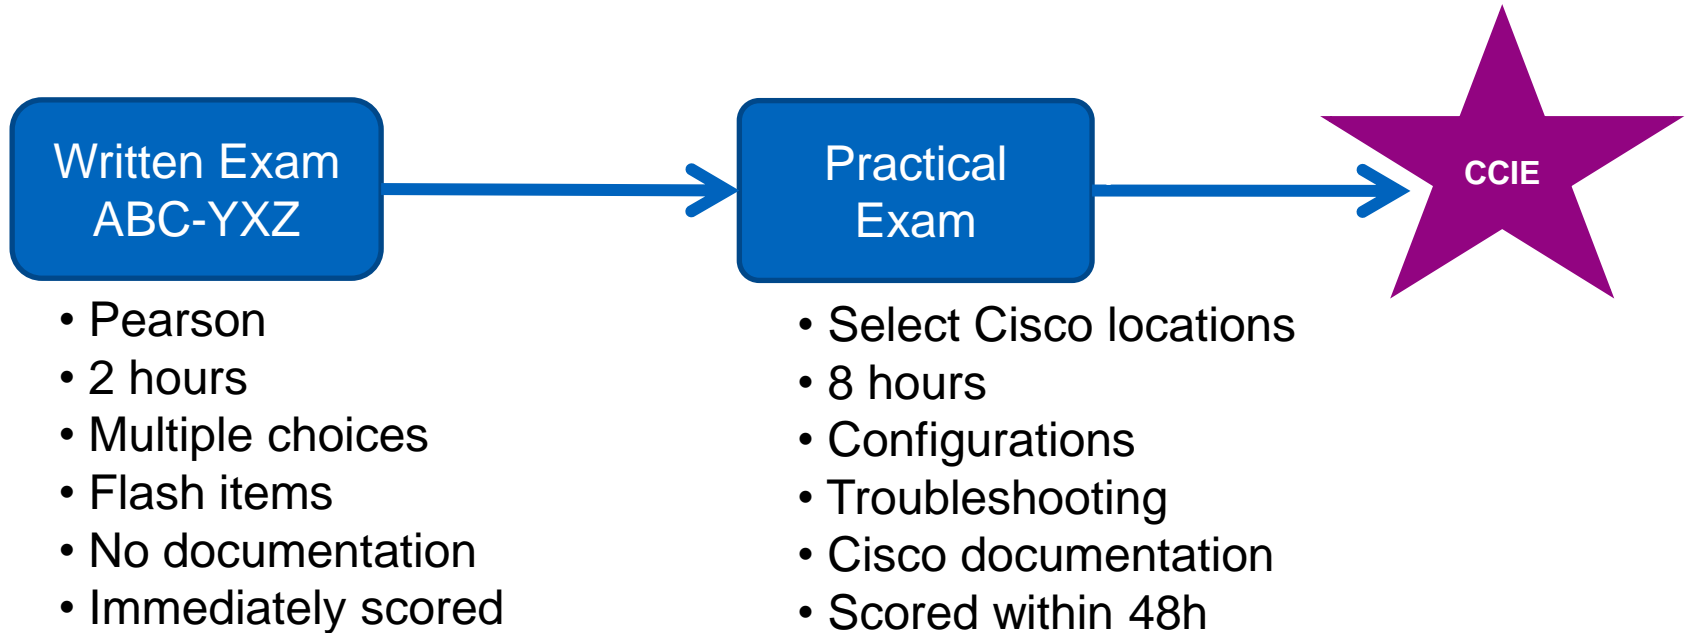 Written Exam
ABC-YXZ
• Pearson
• 2 hours
• Multiple choices
• Flash items
• No documentation
• Immediately scored
Practical
Exam
• Select Cisco locations
• 8 hours
• Configurations
• Troubleshooting
• Cisco documentation
• Scored within 48h
CCIE